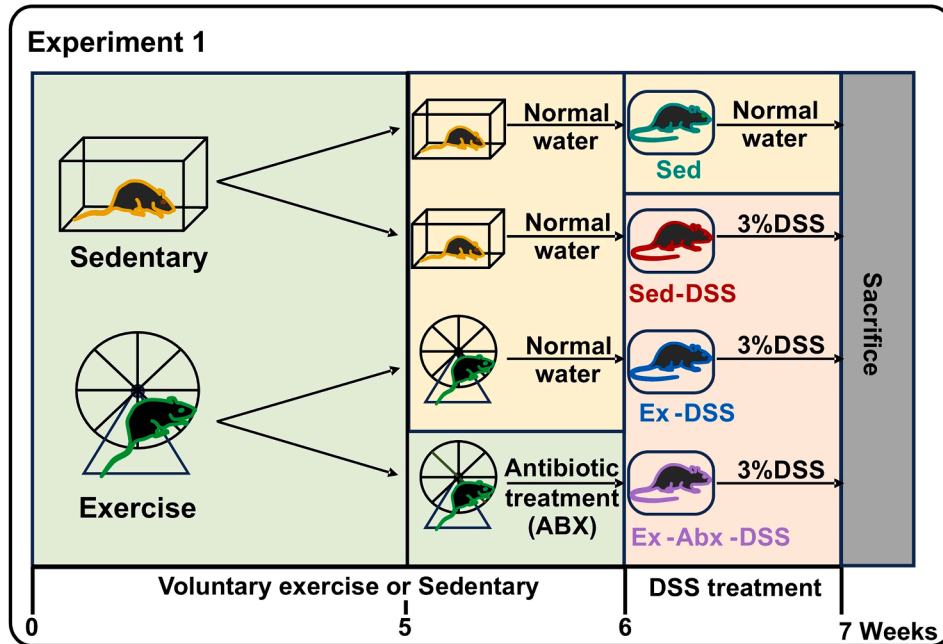 Experiment 1
Sedentary
Exercise
Normal
water
Sed
Normal
water
Normal
water
Sed-DSS
3%DSS
Normal
water
Ex -DSS
3%DSS
Antibiotic
treatment
(ABX)
Ex -Abx -DSS
3%DSS
Sacrifice
Voluntary exercise or Sedentary
DSS treatment
0
5
6
7 Weeks